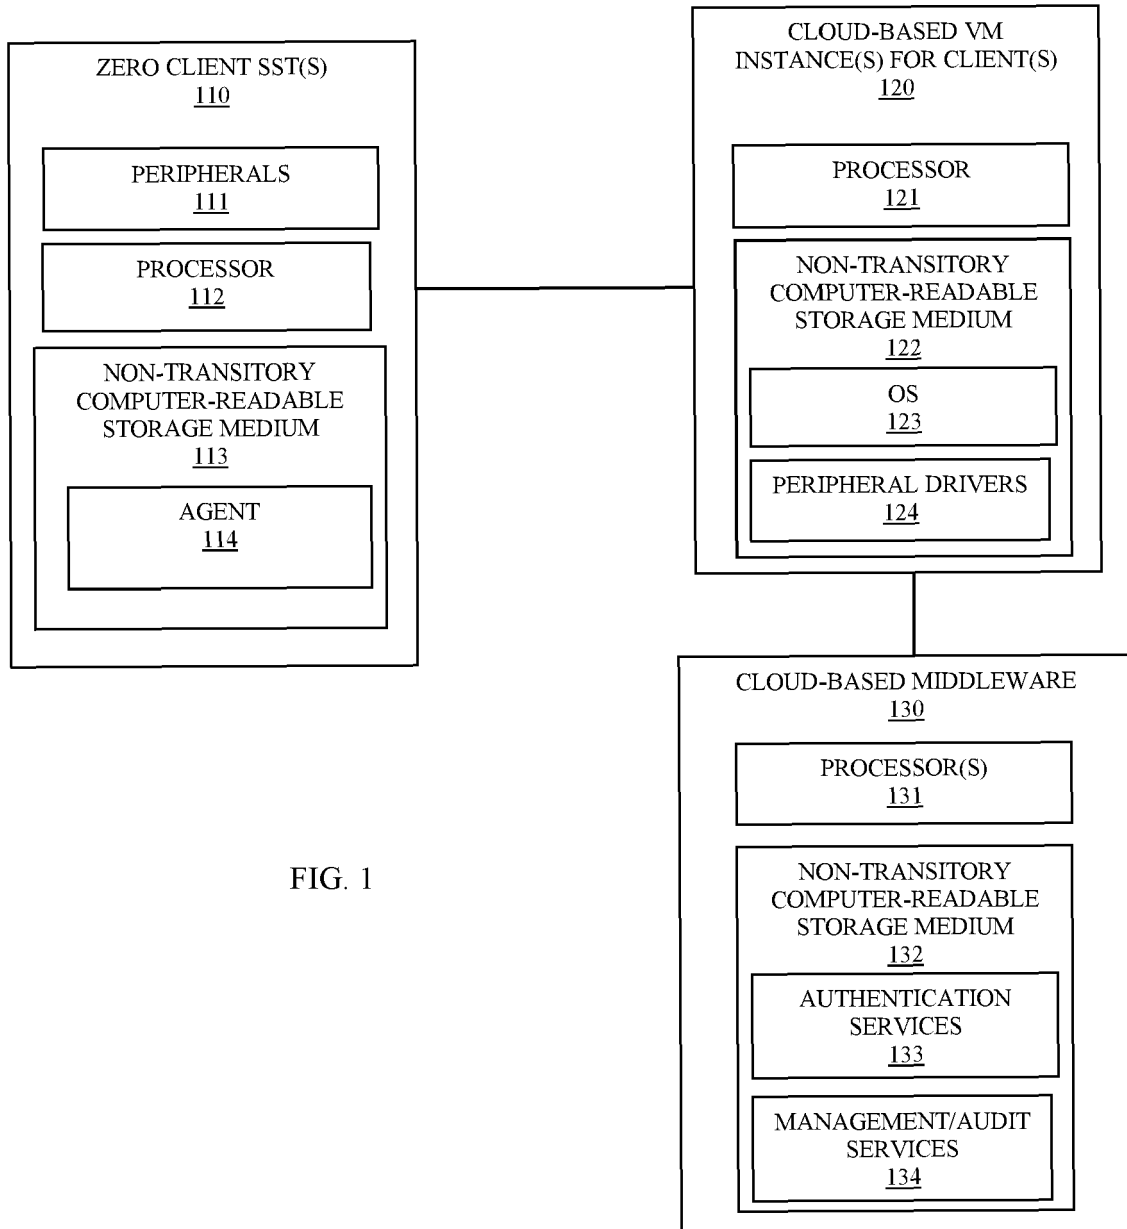 ZERO CLIENT SST(S)
110
PERIPHERALS
111
PROCESSOR
112
NON-TRANSITORY
COMPUTER-READABLE
STORAGE MEDIUM
113
AGENT
114
CLOUD-BASED VM
INSTANCE(S) FOR CLIENT(S)
120
PROCESSOR
121
NON-TRANSITORY
COMPUTER-READABLE
STORAGE MEDIUM
122
OS
123
PERIPHERAL DRIVERS
124
CLOUD-BASED MIDDLEWARE
130
PROCESSOR(S)
131
NON-TRANSITORY
COMPUTER-READABLE
STORAGE MEDIUM
132
AUTHENTICATION
SERVICES
133
MANAGEMENT/AUDIT
SERVICES
134
FIG. 1